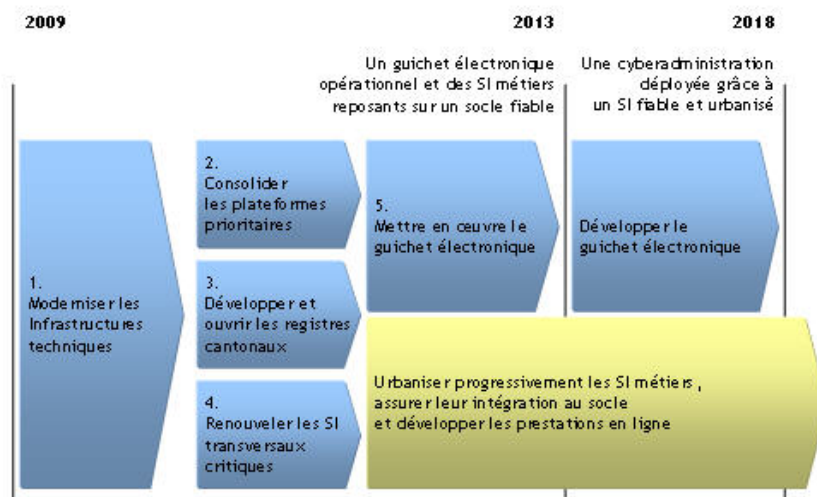 2009
2013
2018
Un guichet électronique
opérationnel et des SI métiers
reposants sur un socle fiable
Une cyberadministration
déployée grâce à
un SI fiable et urbanisé
1.
Moderniser les
Infrastructures
techniques
2.
Consolider
les plateformes
prioritaires
3.
Développer et
ouvrir les registres
cantonaux
4.
Renouveler les SI
transversaux
critiques
5.
Mettre en œuvre le
guichet électronique
Développer le
guichet électronique
Urbaniser progressivement les SI métiers,
assurer leur intégration au socle
et développer les prestations en ligne